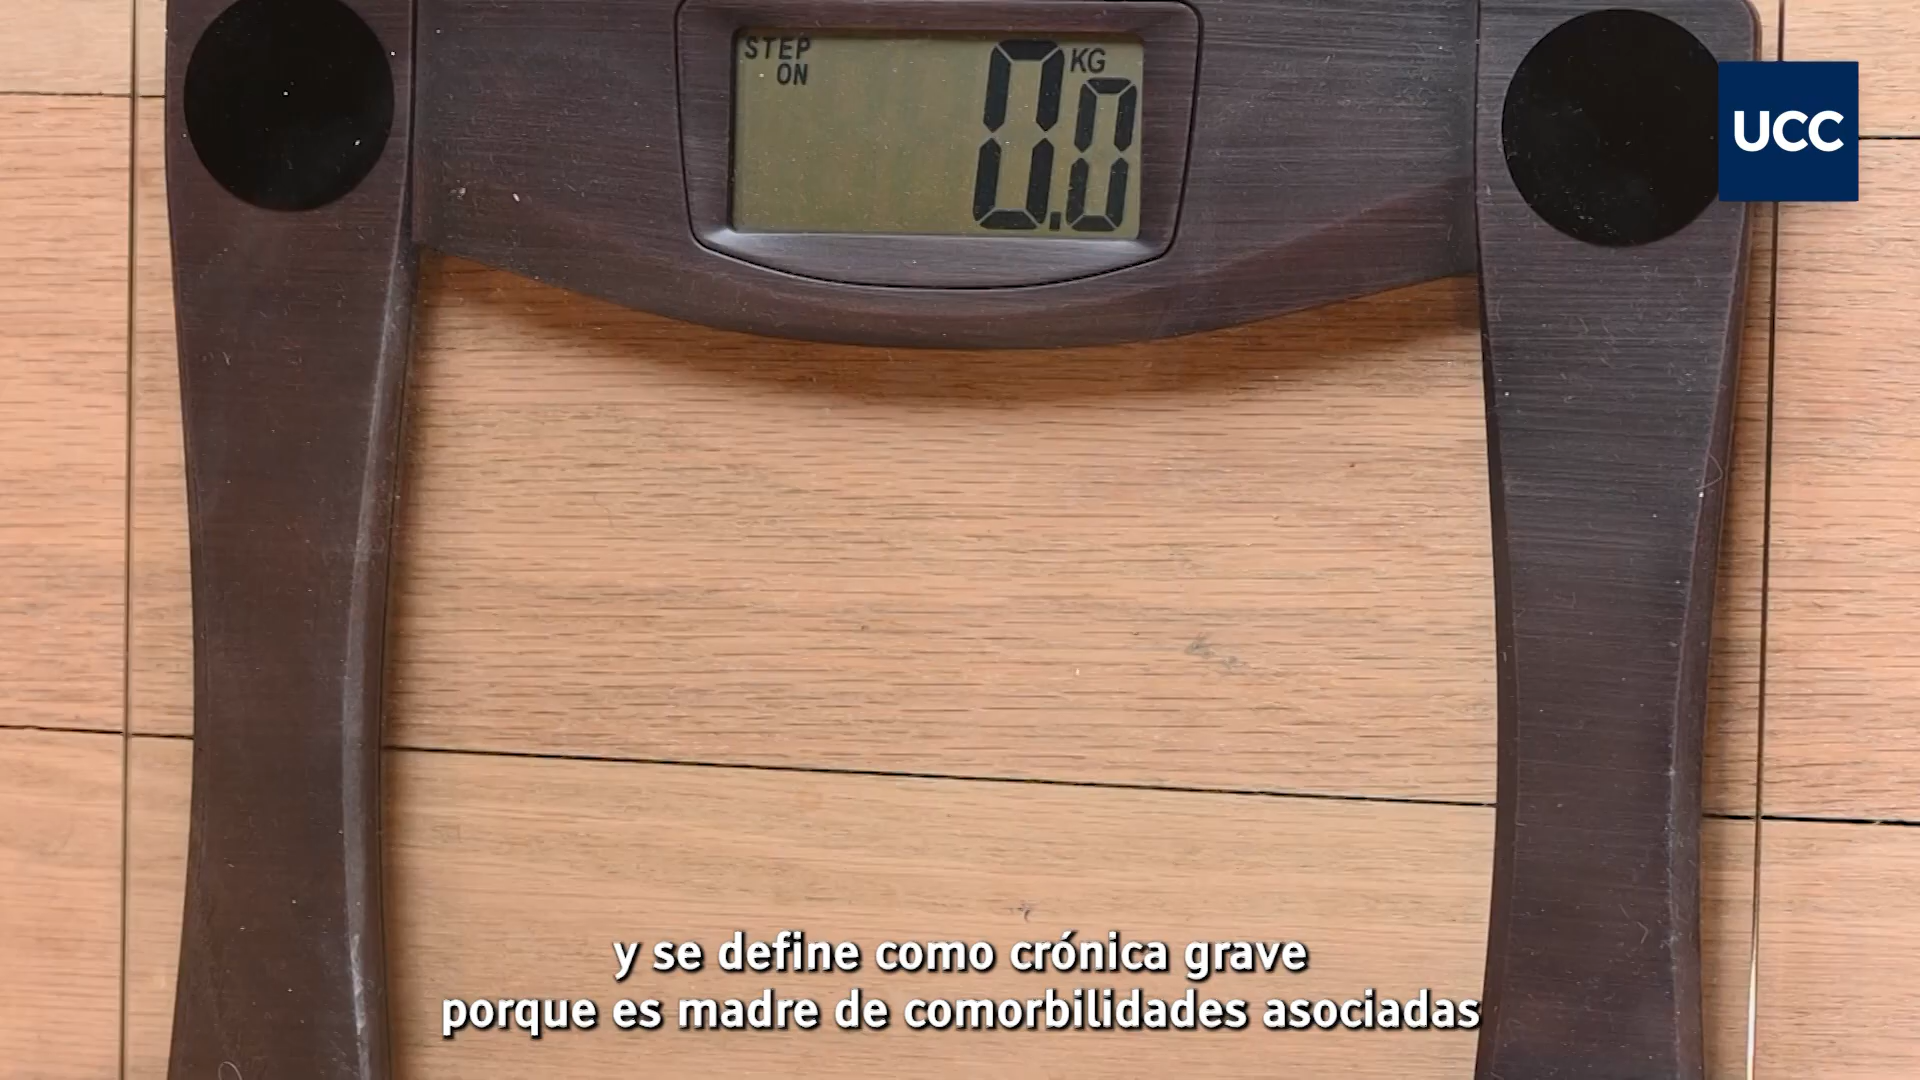 STEP
ON
0.0
KG
UCC
y se define como crónica grave
porque es madre de comorbilidades asociadas